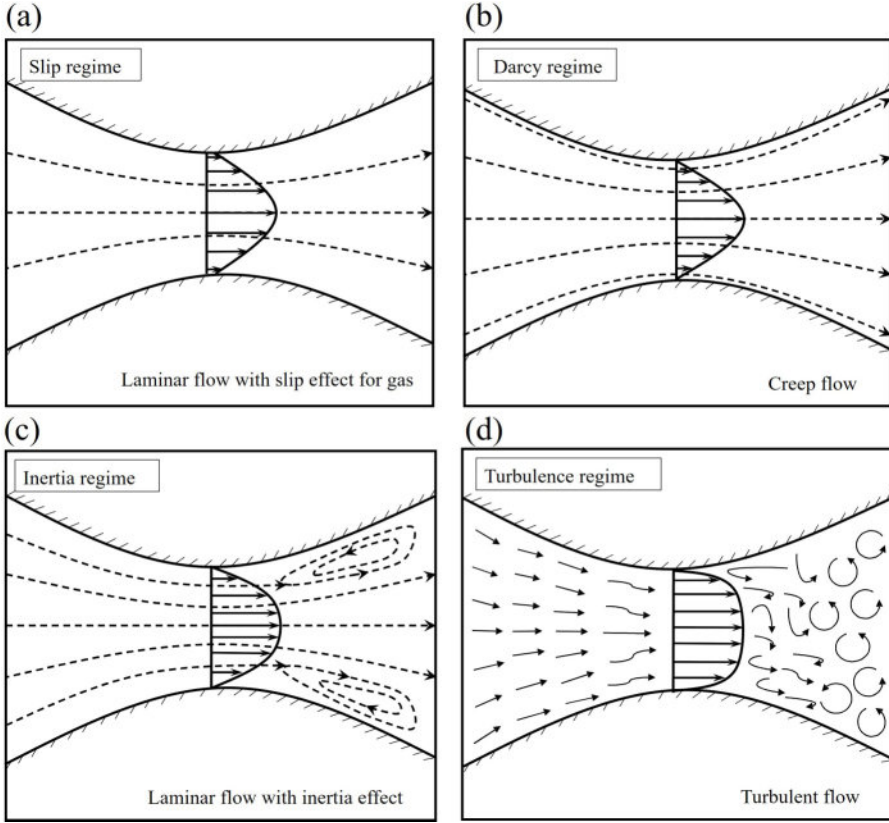 (a)
Slip regime
Laminar flow with slip effect for gas
(b)
Darcy regime
Creep flow
(c)
Inertia regime
Laminar flow with inertia effect
(d)
Turbulence regime
Turbulent flow